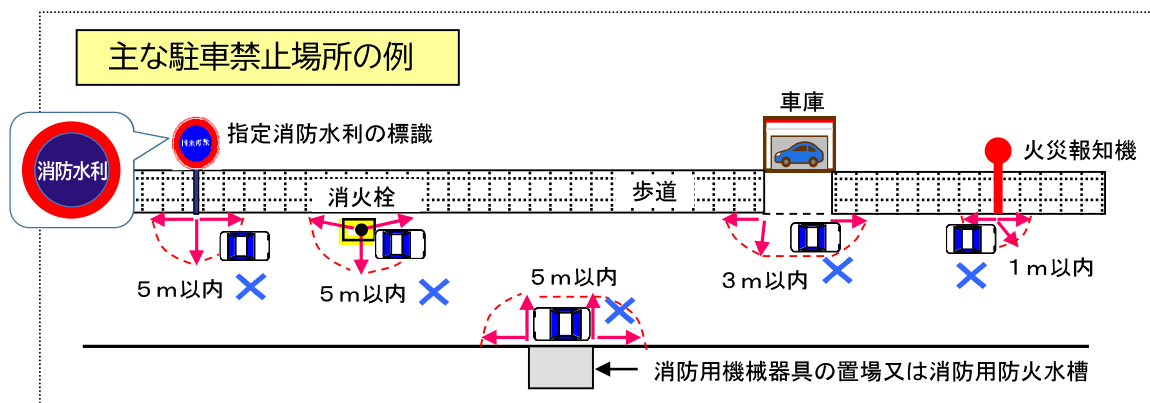 主な駐車禁止場所の例
車庫
消防水利
指定消防水利の標識
火災報知機
消火栓
歩道
5m以内
5m以内
5m以内
3m以内
1m以内
消防用機械器具の置場又は消防用防火水槽